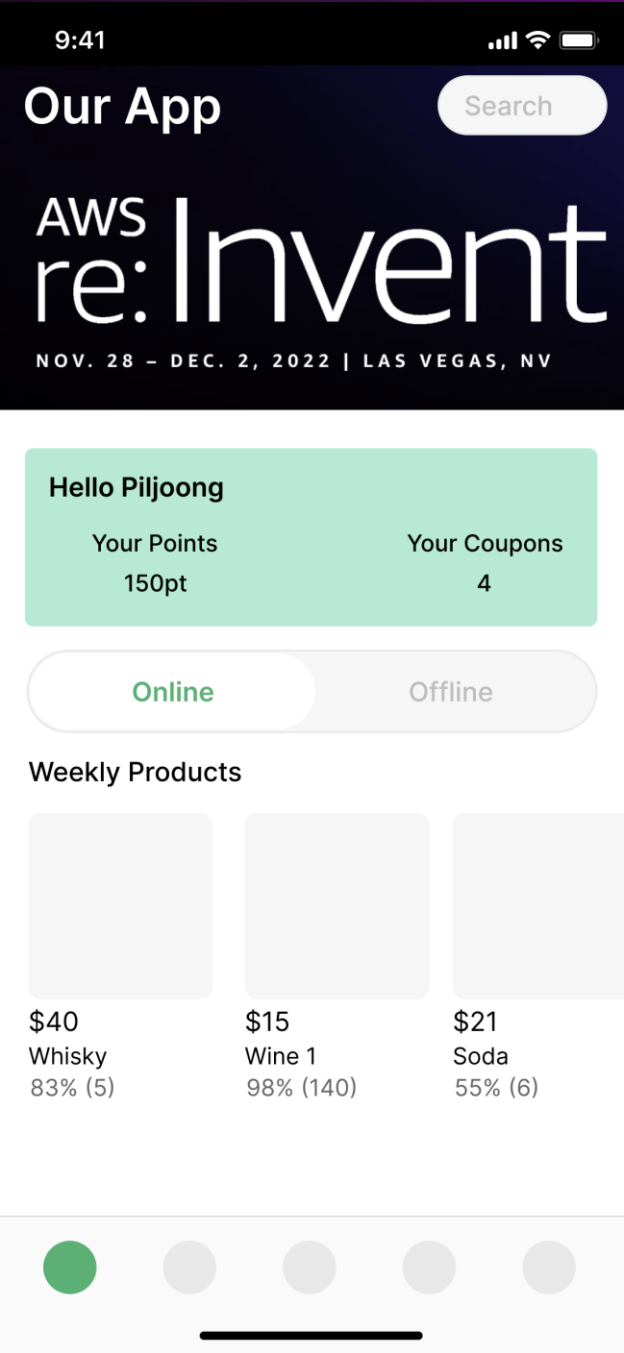 9:41
Our App
Search
AWS
re:Invent
NOV. 28 – DEC. 2, 2022 | LAS VEGAS, NV
Hello Piljoong
Your Points Your Coupons
150pt 4
Online Offline
Weekly Products
$40 $15 $21
Whisky Wine 1 Soda
83% (5) 98% (140) 55% (6)